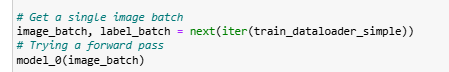 # Get a single image batch
image_batch, label_batch = next(iter(train_dataloader_simple))
# Trying a forward pass
model_0(image_batch)